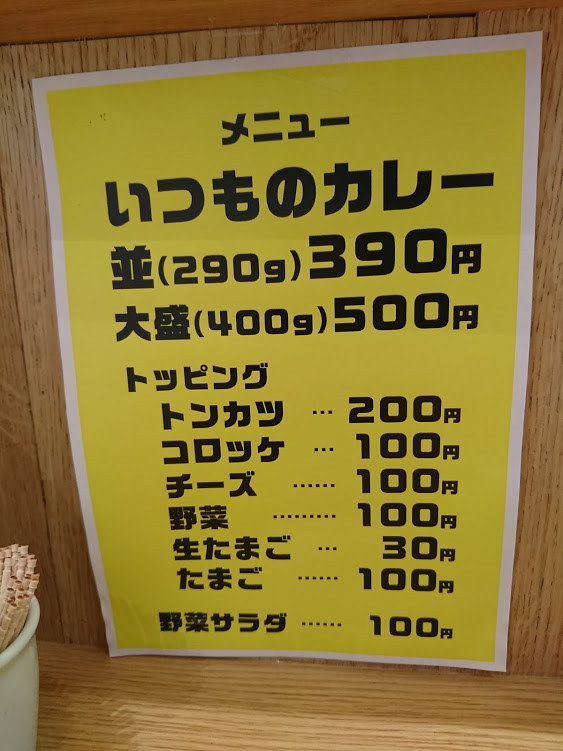 メニュー
いつものカレー
並(290g)390円
大盛(400g)500円
トッピング
トンカツ … 200円
コロッケ … 100円
チーズ …… 100円
野菜 ……… 100円
生たまご … 30円
たまご …… 100円
野菜サラダ …… 100円